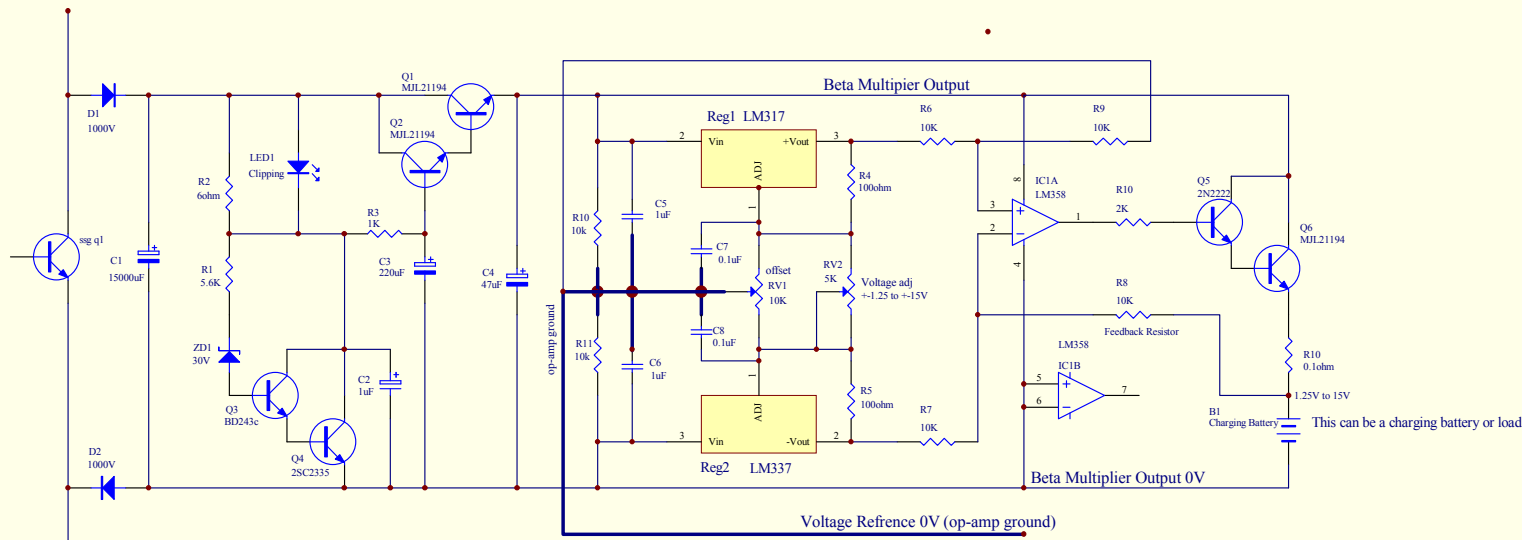 D1
1000V
ssg q1
C1
15000uF
R2
6ohm
LED1
Clipping
R1
5.6K
ZD1
30V
Q3
BD243c
Q4
2SC2335
C2
1uF
D2
1000V
R3
1K
C3
220uF
Q2
MJL21194
Q1
MJL21194
C4
47uF
op-amp ground
Beta Multipier Output
R10
10k
R11
10k
C5
1uF
C6
1uF
Reg1 LM317
2
Vin
+Vout
3
ADJ
1
C7
0.1uF
C8
0.1uF
offset
RV1
10K
RV2
5K
Voltage adj
+-1.25 to +-15V
R4
100ohm
R5
100ohm
1
ADJ
3
Vin
-Vout
2
Reg2 LM337
R6
10K
R7
10K
R9
10K
8
IC1A
LM358
3
2
1
4
R10
2K
Q5
2N2222
Q6
MJL21194
R8
10K
Feedback Resistor
LM358
IC1B
5
6
7
R10
0.1ohm
1.25V to 15V
B1
Charging Battery
This can be a charging battery or load
Beta Multiplier Output 0V
Voltage Refrence 0V (op-amp ground)